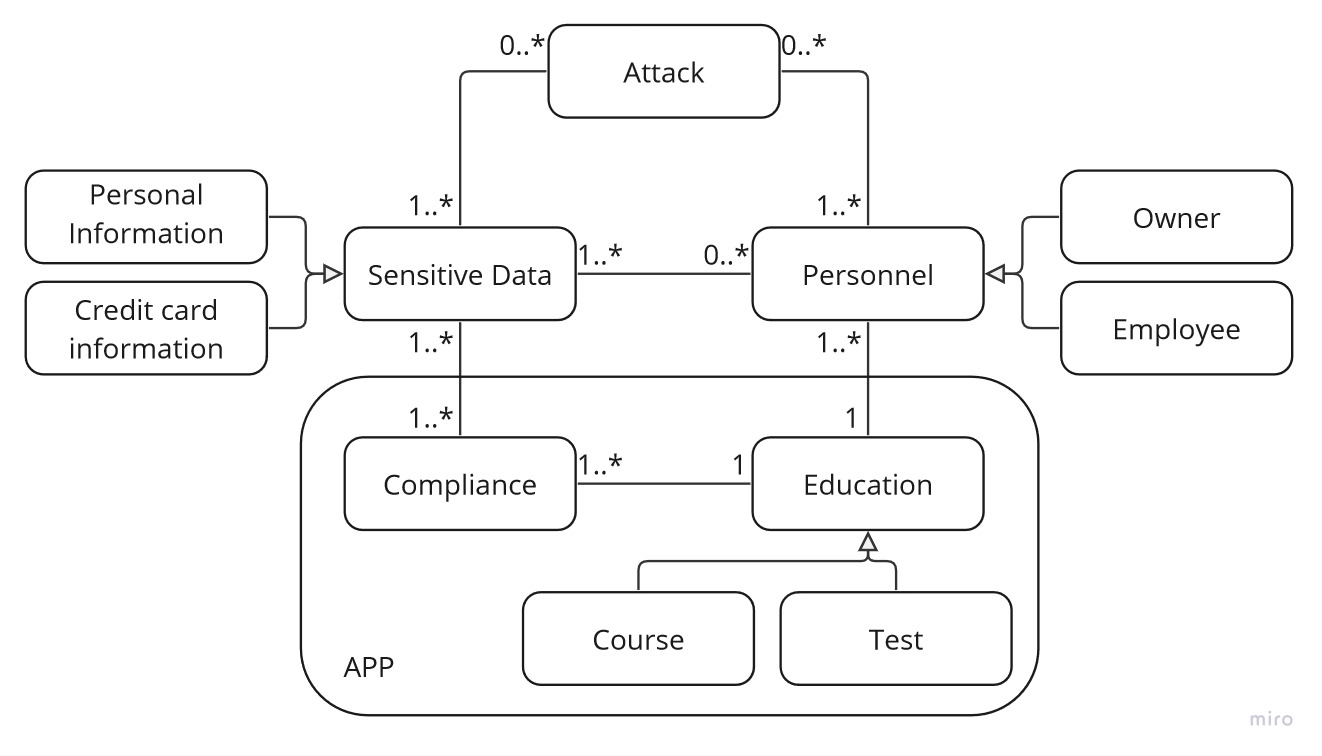 0..*
Attack
0..*
Personal
Information
1..*
1..*
Owner
Sensitive Data
1..*
0..*
Personnel
Credit card
information
Employee
1..*
1..*
1..*
1
Compliance
1..*
1
Education
Course
Test
APP
miro